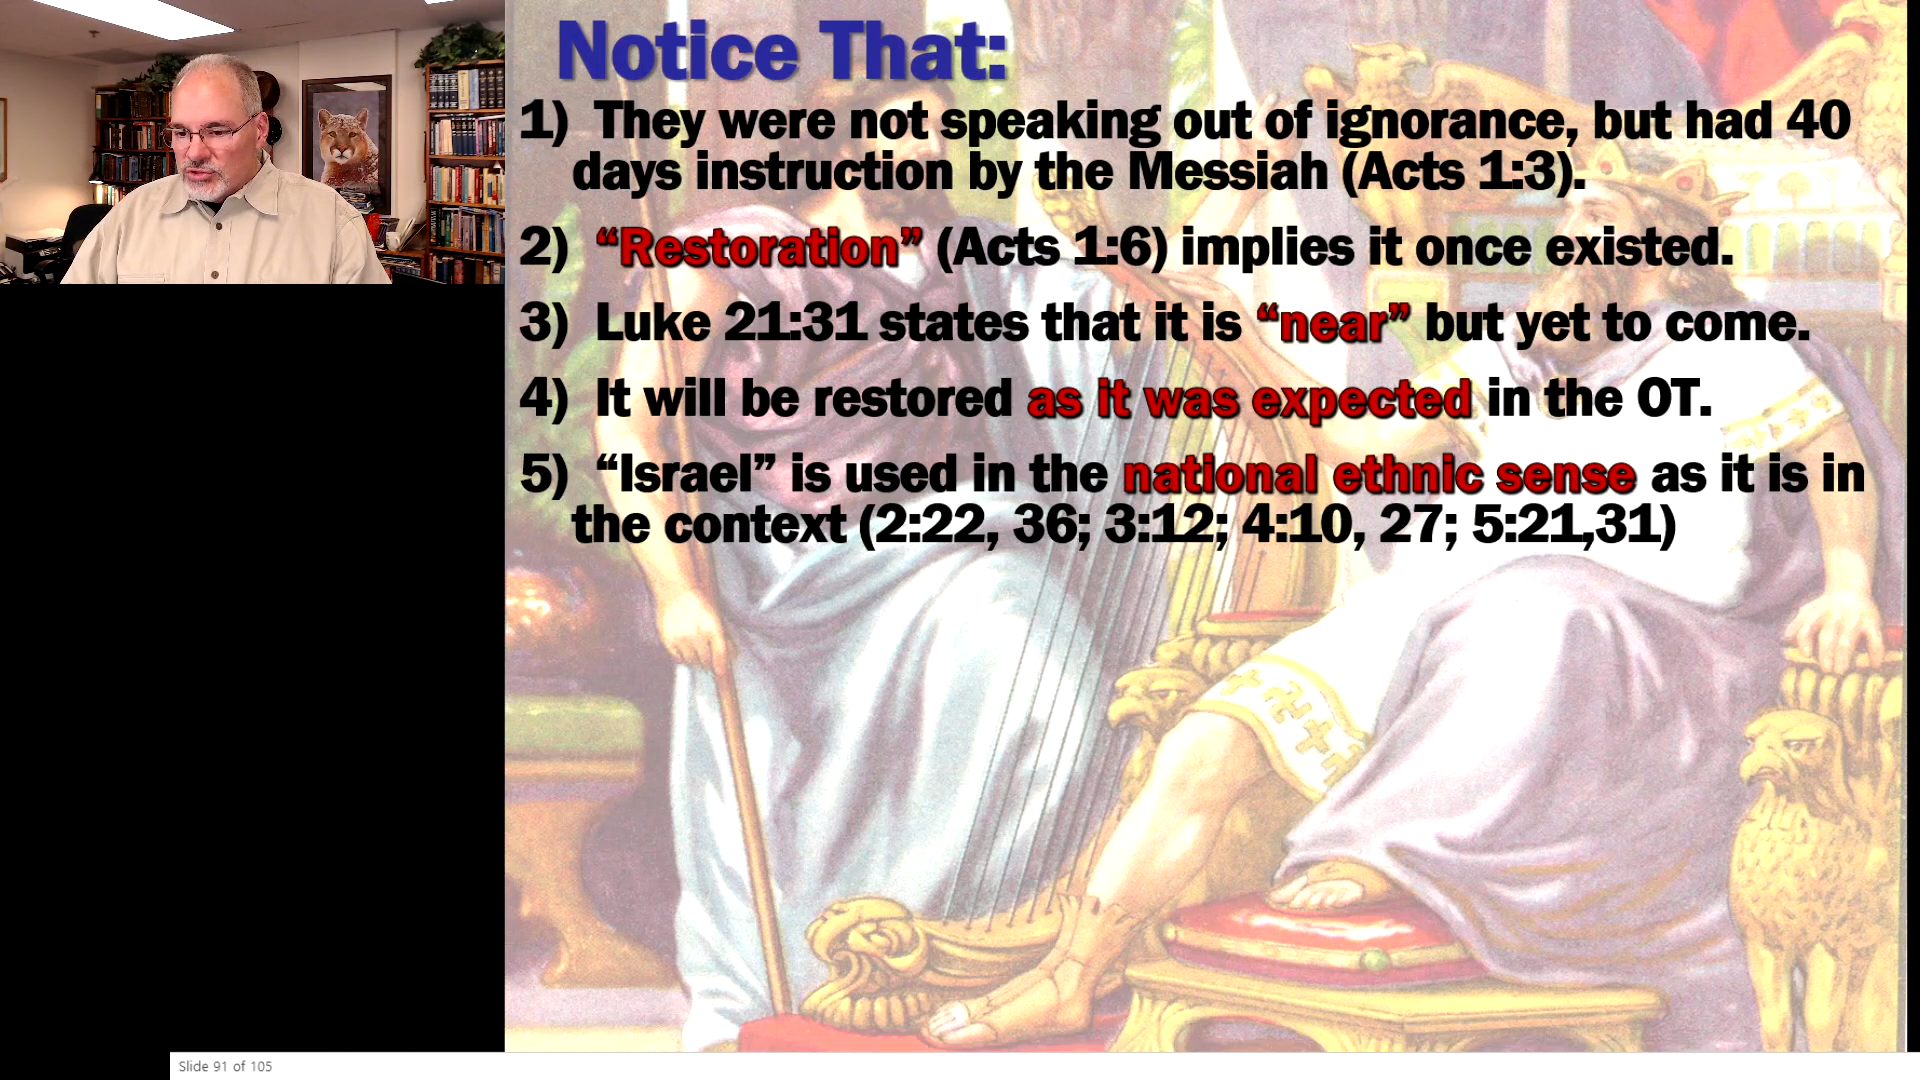 Notice That:
1) They were not speaking out of ignorance, but had 40
days instruction by the Messiah (Acts 1:3).
2) “Restoration” (Acts 1:6) implies it once existed.
3) Luke 21:31 states that it is “near” but yet to come.
4) It will be restored as it was expected in the OT.
5) “Israel” is used in the national ethnic sense as it is in
the context (2:22, 36; 3:12; 4:10, 27; 5:21,31)
Slide 91 of 105